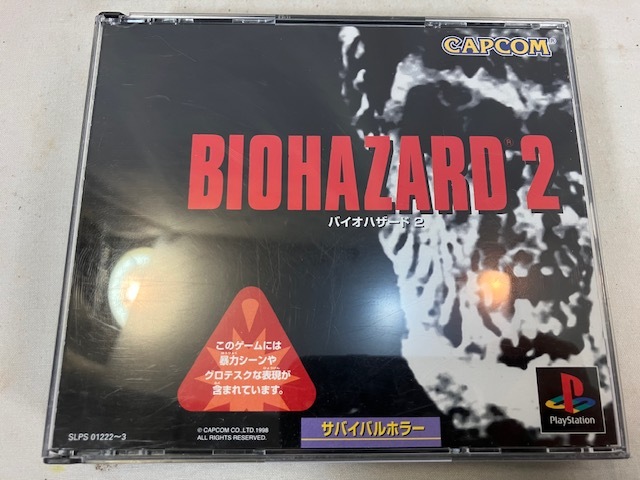 CAPCOM
BIOHAZARD® 2
バイオハザード 2
このゲームには
暴力シーンや
グロテスクな表現が
含まれています。
SLPS 01222〜3
© CAPCOM CO.,LTD.1998
ALL RIGHTS RESERVED.
サバイバルホラー
PlayStation